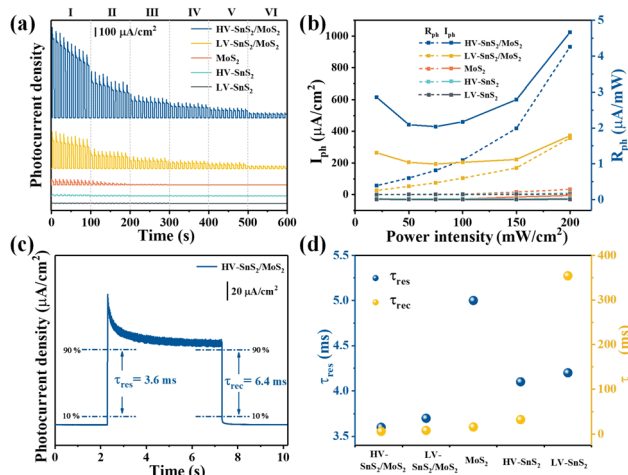 (a)
I II III IV V VI
100 μA/cm²
HV-SnS₂/MoS₂
LV-SnS₂/MoS₂
MoS₂
HV-SnS₂
LV-SnS₂
Photocurrent density
0 100 200 300 400 500 600
Time (s)
(b)
R_ph I_ph
HV-SnS₂/MoS₂
LV-SnS₂/MoS₂
MoS₂
HV-SnS₂
LV-SnS₂
I_ph (μA/cm²)
1000
800
600
400
200
0
R_ph (μA/mW)
5
4
3
2
1
0
50 100 150 200
Power intensity (mW/cm²)
(c)
HV-SnS₂/MoS₂
20 μA/cm²
Photocurrent density (μA/cm²)
90% 90%
τres= 3.6 ms τrec= 6.4 ms
10% 10%
0 2 4 6 8 10
Time (s)
(d)
τres
τrec
τres (ms)
5.5
5.0
4.5
4.0
3.5
τrec (ms)
400
300
200
100
0
HV-
SnS₂/MoS₂
LV-
SnS₂/MoS₂
MoS₂
HV-SnS₂
LV-SnS₂